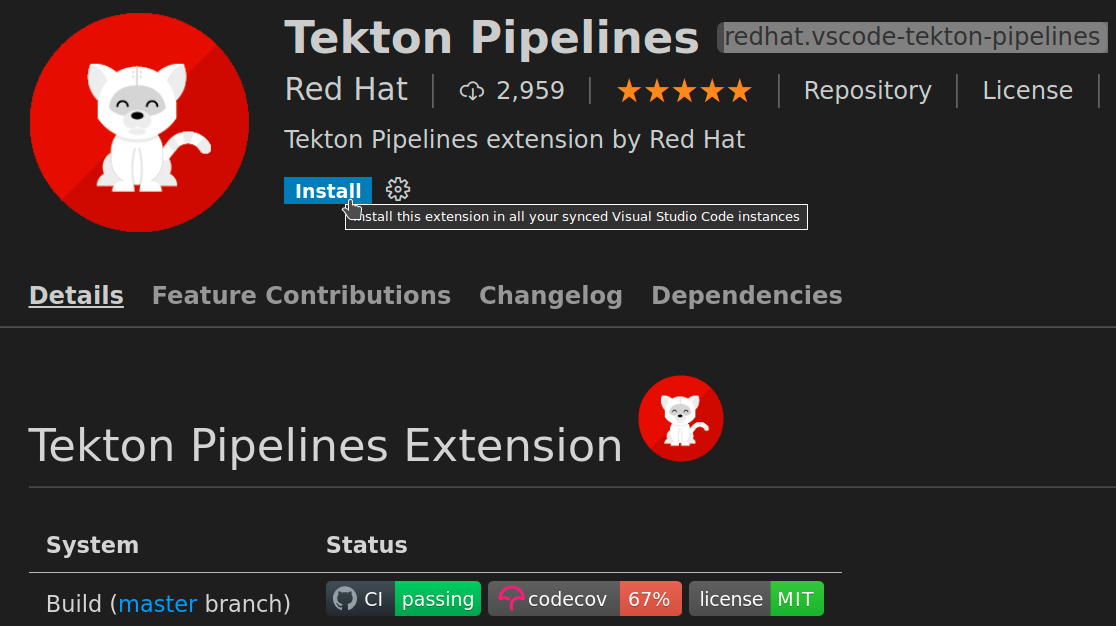 Tekton Pipelines redhat.vscode-tekton-pipelines
Red Hat 2,959 Repository License
Tekton Pipelines extension by Red Hat
Install
Install this extension in all your synced Visual Studio Code instances
Details Feature Contributions Changelog Dependencies
Tekton Pipelines Extension
System Status
Build (master branch) CI passing codecov 67% license MIT